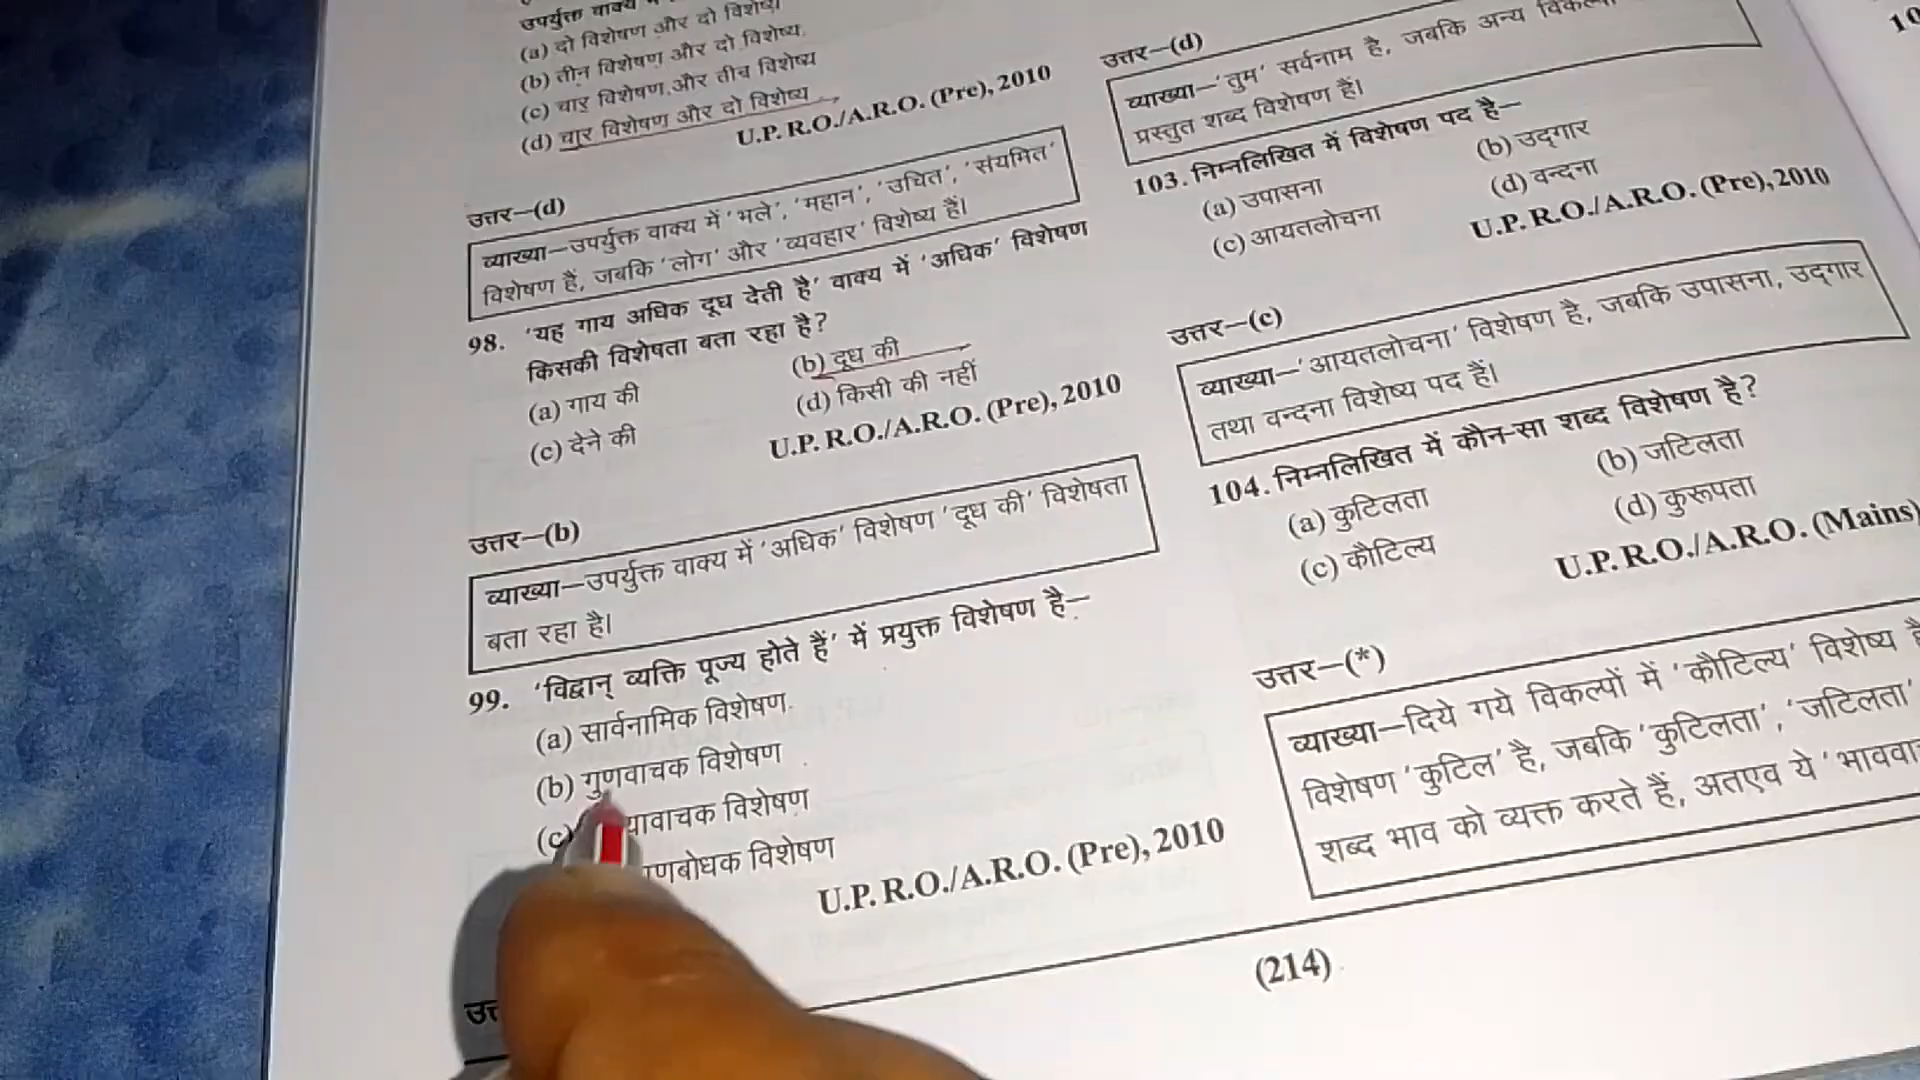 उपर्युक्त वाक्य
(a) दो विशेषण और दो विशेष्य
(b) तीन विशेषण और दो विशेष्य
(c) चार विशेषण और तीन विशेष्य
(d) चार विशेषण और दो विशेष्य
U.P. R.O./A.R.O. (Pre), 2010
उत्तर–(d)
व्याख्या–उपर्युक्त वाक्य में 'भले', 'महान', 'उचित', 'संयमित'
विशेषण हैं, जबकि 'लोग' और 'व्यवहार' विशेष्य हैं।
98. 'यह गाय अधिक दूध देती है' वाक्य में 'अधिक' विशेषण
किसकी विशेषता बता रहा है?
(a) गाय की (b) दूध की
(c) देने की (d) किसी की नहीं
U.P. R.O./A.R.O. (Pre), 2010
उत्तर–(b)
व्याख्या–उपर्युक्त वाक्य में 'अधिक' विशेषण 'दूध की' विशेषता
बता रहा है।
99. 'विद्वान् व्यक्ति पूज्य होते हैं' में प्रयुक्त विशेषण है–
(a) सार्वनामिक विशेषण
(b) गुणवाचक विशेषण
(c) विशेषण
विशेषण
U.P. R.O./A.R.O. (Pre), 2010
उत्तर–(d)
व्याख्या–'तुम' सर्वनाम है, जबकि अन्य
प्रस्तुत शब्द विशेषण हैं।
103. निम्नलिखित में विशेषण पद है–
(a) उपासना (b) उद्गार
(c) आयतलोचना (d) वन्दना
U.P. R.O./A.R.O. (Pre), 2010
उत्तर–(c)
व्याख्या–'आयतलोचना' विशेषण है, जबकि उपासना, उद्गार
तथा वन्दना विशेष्य पद हैं।
104. निम्नलिखित में कौन-सा शब्द विशेषण है?
(a) कुटिलता (b) जटिलता
(c) कौटिल्य (d) कुरूपता
U.P. R.O./A.R.O. (Mains)
उत्तर–(*)
व्याख्या–दिये गये विकल्पों में 'कौटिल्य' विशेष्य है
विशेषण 'कुटिल' है, जबकि 'कुटिलता', 'जटिलता'
शब्द भाव को व्यक्त करते हैं, अतएव ये
(214)